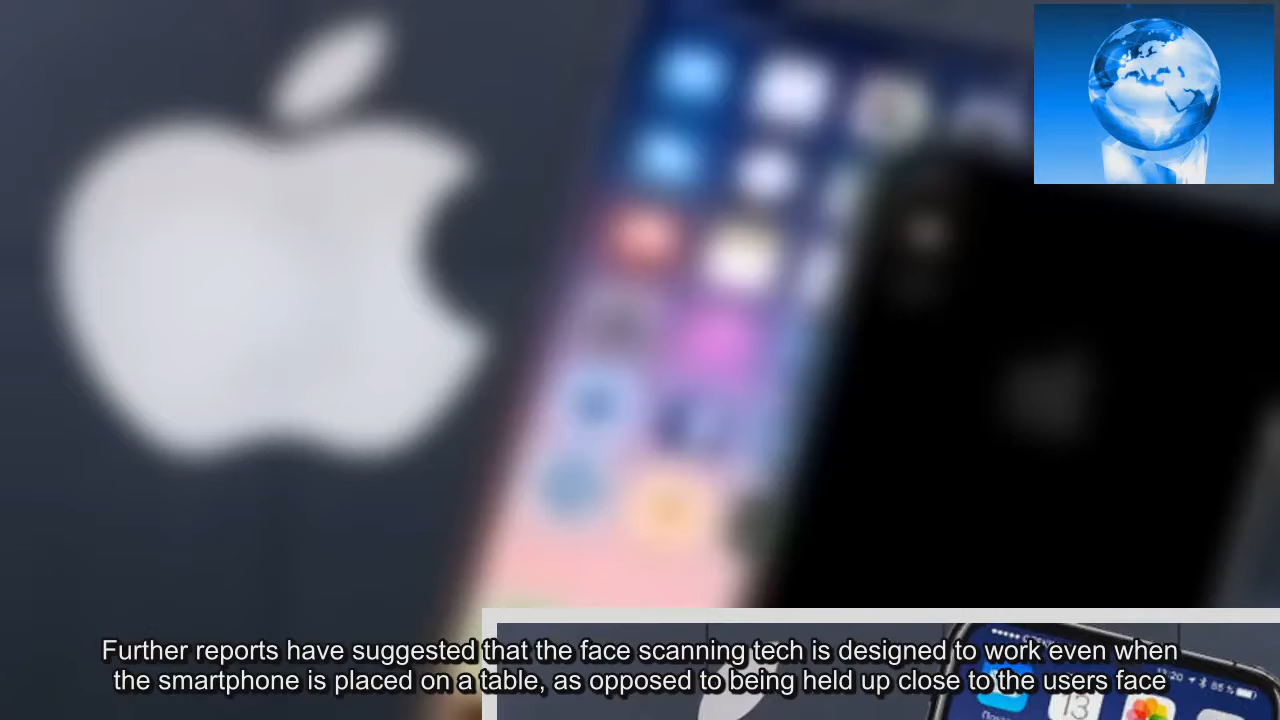 Further reports have suggested that the face scanning tech is designed to work even when
the smartphone is placed on a table, as opposed to being held up close to the users face
13